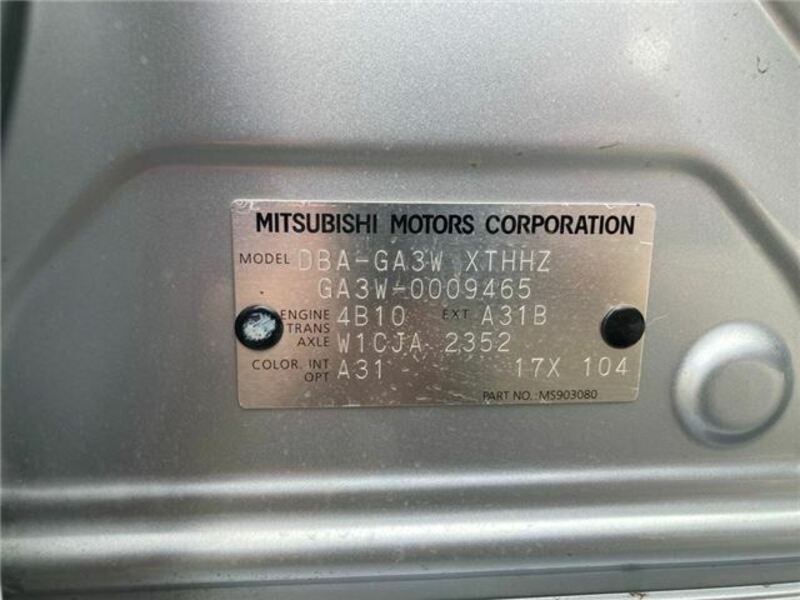 MITSUBISHI MOTORS CORPORATION
MODEL DBA-GA3W XTHHZ
GA3W-0009465
ENGINE 4B10 EXT A31B
TRANS
AXLE W1CJA 2352
COLOR. INT A31 17X 104
OPT
PART NO.: MS903080